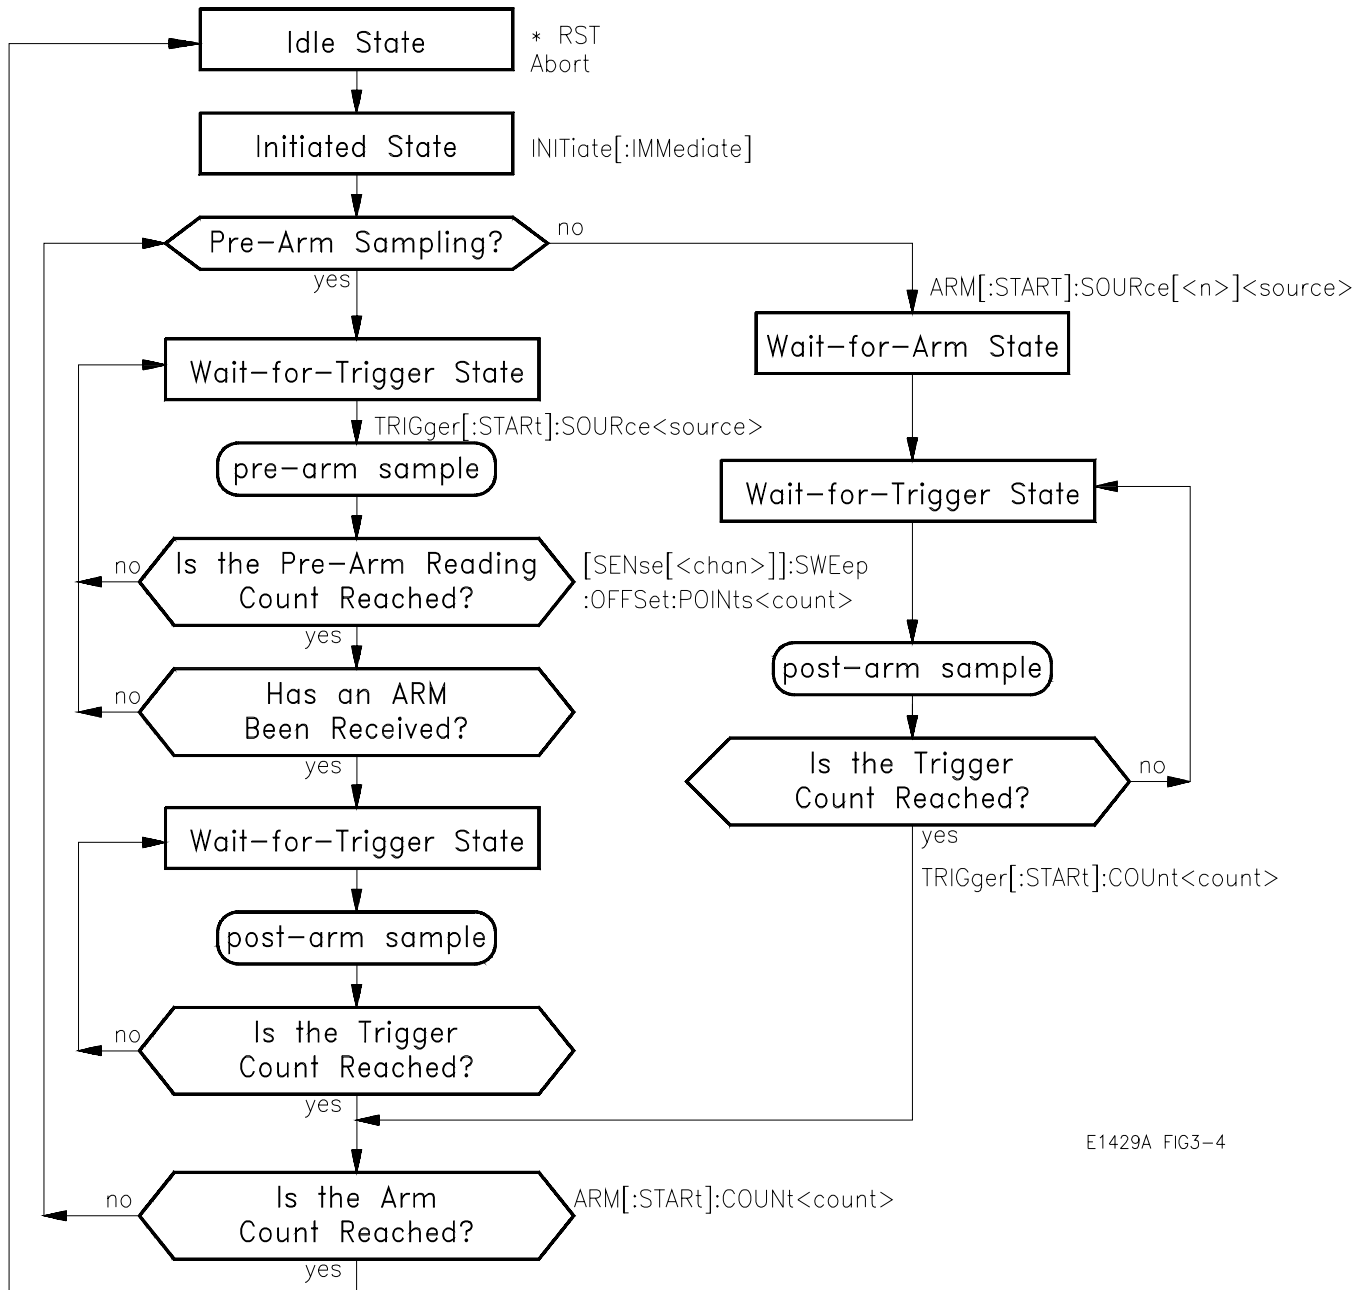 Idle State
* RST
Abort
Initiated State
INITiate[:IMMediate]
Pre-Arm Sampling?
no
yes
ARM[:START]:SOURce[<n>]<source>
Wait-for-Arm State
Wait-for-Trigger State
TRIGger[:STARt]:SOURce<source>
pre-arm sample
Wait-for-Trigger State
no
Is the Pre-Arm Reading
Count Reached?
[SENse[<chan>]]:SWEep
:OFFSet:POINts<count>
yes
post-arm sample
no
Has an ARM
Been Received?
yes
Is the Trigger
Count Reached?
no
yes
TRIGger[:STARt]:COUnt<count>
Wait-for-Trigger State
post-arm sample
no
Is the Trigger
Count Reached?
yes
E1429A FIG3-4
no
Is the Arm
Count Reached?
ARM[:STARt]:COUNt<count>
yes